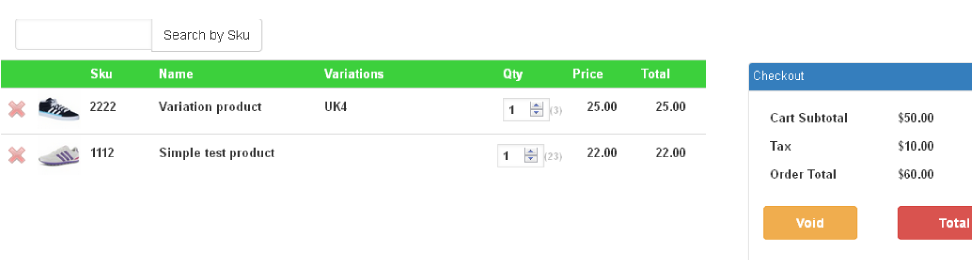 Search by Sku
Sku Name Variations Qty Price Total
2222 Variation product UK4 1 (3) 25.00 25.00
1112 Simple test product 1 (23) 22.00 22.00
Checkout
Cart Subtotal $50.00
Tax $10.00
Order Total $60.00
Void Total